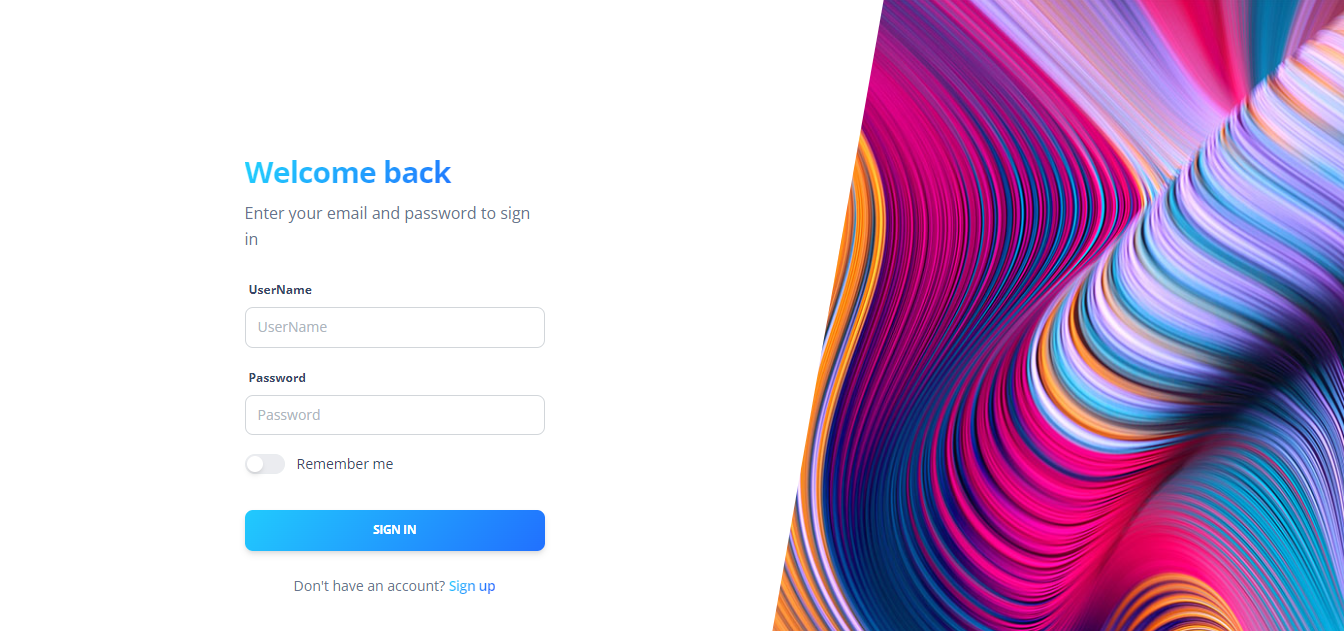 Welcome back
Enter your email and password to sign
in
UserName
UserName
Password
Password
Remember me
SIGN IN
Don't have an account? Sign up